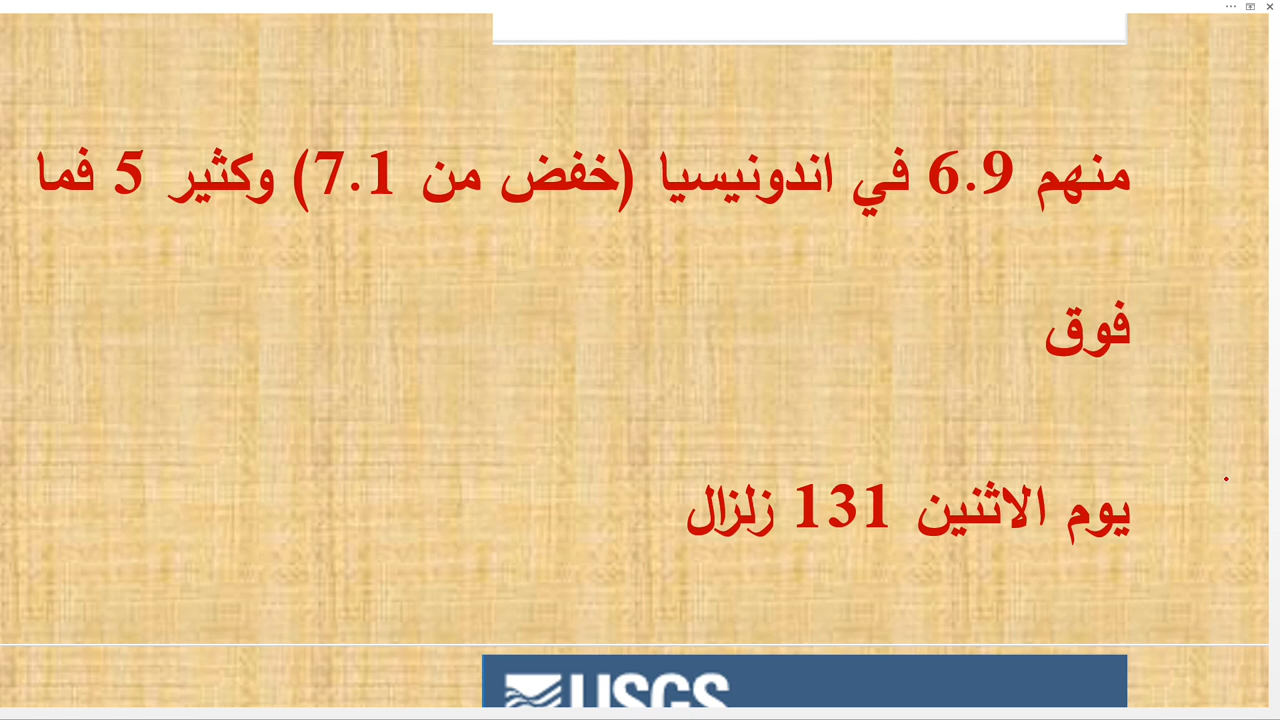 منهم 6.9 في اندونيسيا (خفض من 7.1) وكثير 5 فما
فوق
يوم الاثنين 131 زلزال
USGS